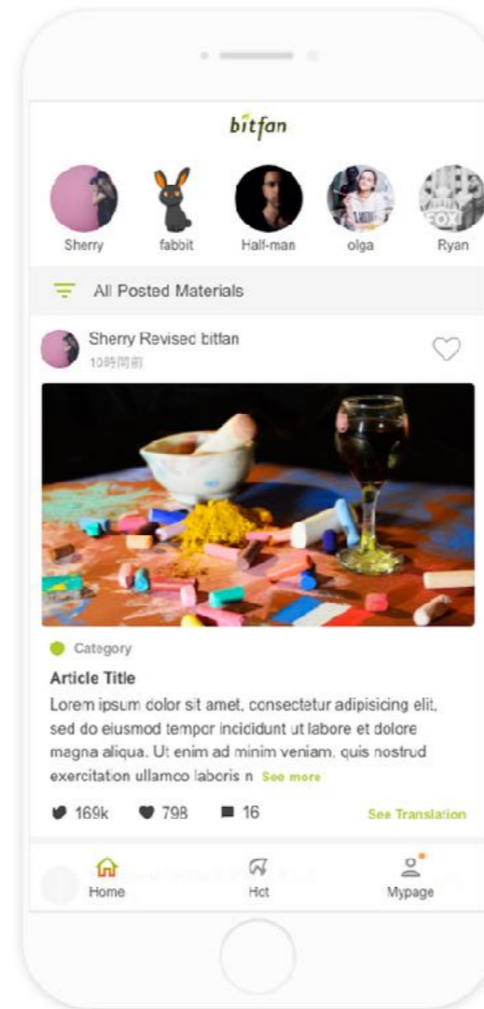 bitfan
Sherry fabbit Half-man olga Ryan
FOX
All Posted Materials
Sherry Revised bitfan
10時間前
Category
Article Title
Lorem ipsum dolor sit amet, consectetur adipisicing elit,
sed do eiusmod tempor incididunt ut labore et dolore
magna aliqua. Ut enim ad minim veniam, quis nostrud
exercitation ullamco laboris n See more
169k 798 16 See Translation
Home Hot Mypage